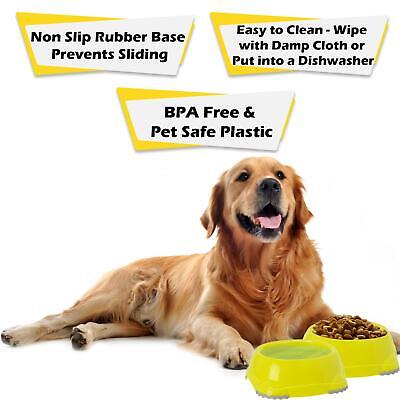 Non Slip Rubber Base
Prevents Sliding
Easy to Clean - Wipe
with Damp Cloth or
Put into a Dishwasher
BPA Free &
Pet Safe Plastic